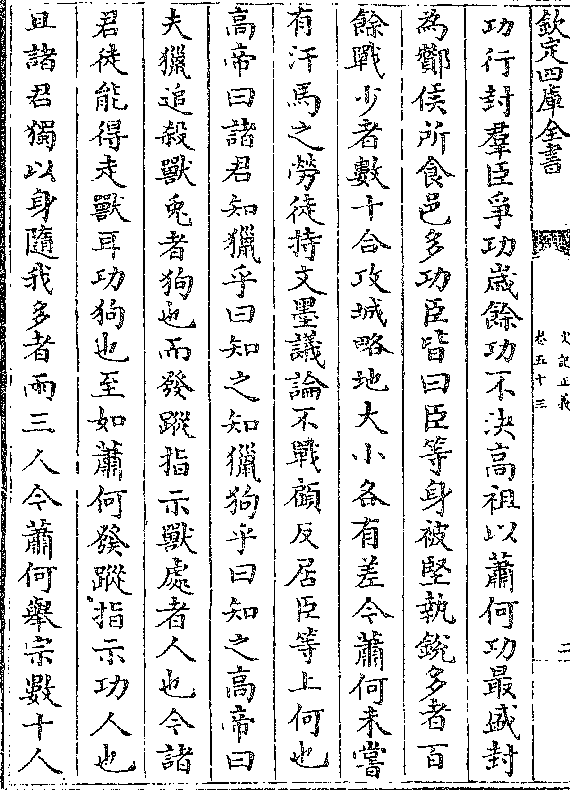 欽定四庫全書
史記正義
卷五十三
二
功行封羣臣爭功歲餘功不決高祖以蕭何功最盛封
為酇侯所食邑多功臣皆曰臣等身被堅執銳多者百
餘戰少者數十合攻城略地大小各有差今蕭何未嘗
有汗馬之勞徒持文墨議論不戰顧反居臣等上何也
高帝曰諸君知獵乎曰知之知獵狗乎曰知之高帝曰
夫獵追殺獸兎者狗也而發蹤指示獸處者人也今諸
君徒能得走獸耳功狗也至如蕭何發蹤指示功人也
且諸君獨以身隨我多者兩三人今蕭何舉宗數十人